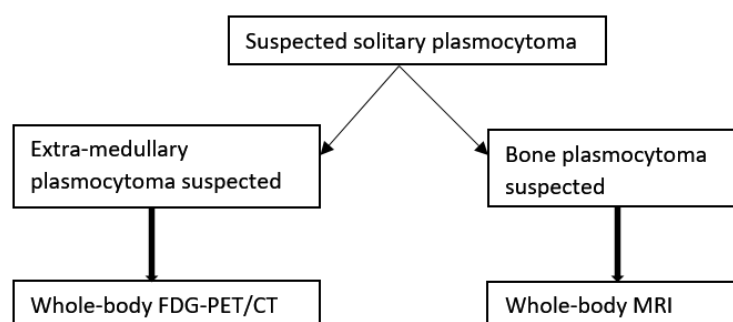 Suspected solitary plasmocytoma
Extra-medullary
plasmocytoma suspected
Bone plasmocytoma
suspected
Whole-body FDG-PET/CT
Whole-body MRI